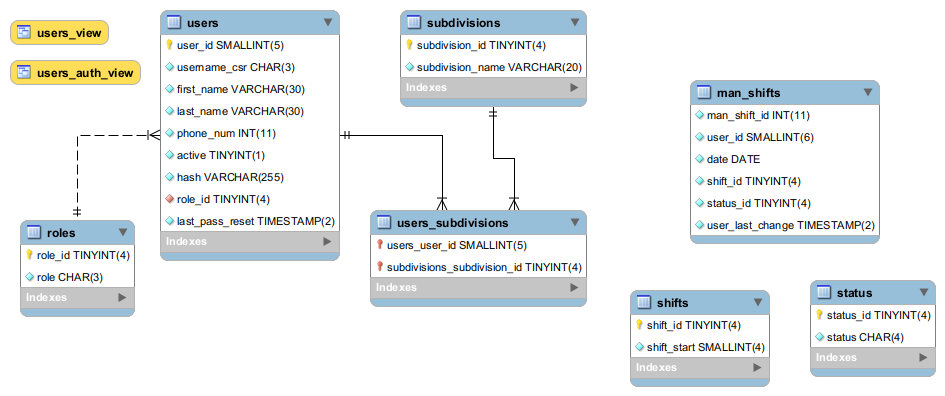 users_view
users_auth_view
users
user_id SMALLINT(5)
username_csr CHAR(3)
first_name VARCHAR(30)
last_name VARCHAR(30)
phone_num INT(11)
active TINYINT(1)
hash VARCHAR(255)
role_id TINYINT(4)
last_pass_reset TIMESTAMP(2)
Indexes
subdivisions
subdivision_id TINYINT(4)
subdivision_name VARCHAR(20)
Indexes
man_shifts
man_shift_id INT(11)
user_id SMALLINT(6)
date DATE
shift_id TINYINT(4)
status_id TINYINT(4)
user_last_change TIMESTAMP(2)
roles
role_id TINYINT(4)
role CHAR(3)
Indexes
users_subdivisions
users_user_id SMALLINT(5)
subdivisions_subdivision_id TINYINT(4)
Indexes
shifts
shift_id TINYINT(4)
shift_start SMALLINT(4)
Indexes
status
status_id TINYINT(4)
status CHAR(4)
Indexes